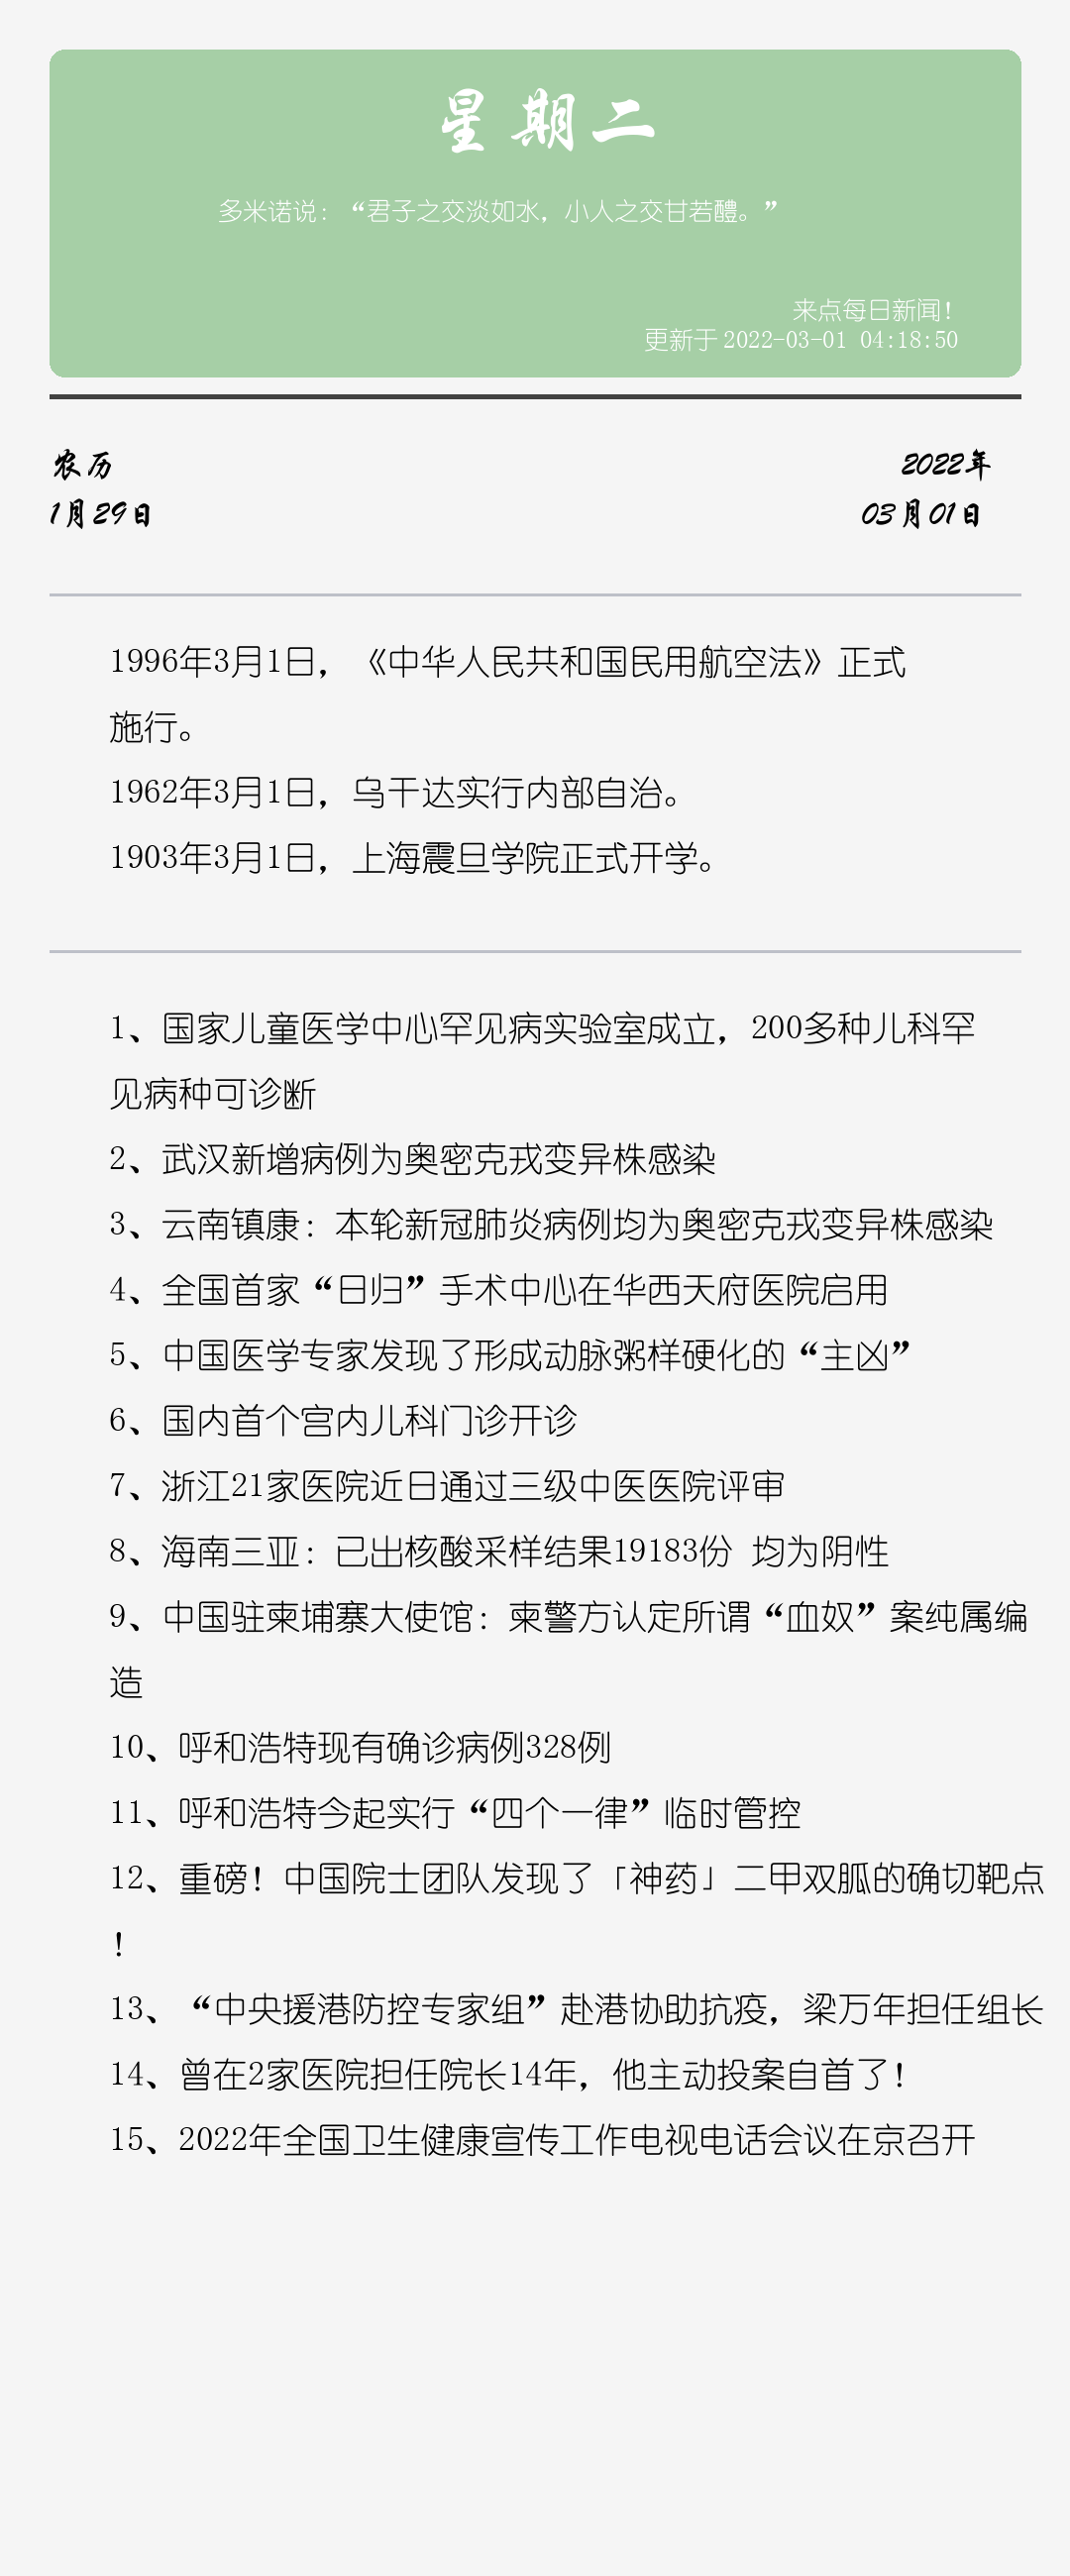 星期二
多米诺说：“君子之交淡如水，小人之交甘若醴。”
来点每日新闻！
更新于 2022-03-01 04:18:50
农历
2022年
1月29日
03月01日
1996年3月1日，《中华人民共和国民用航空法》正式
施行。
1962年3月1日，乌干达实行内部自治。
1903年3月1日，上海震旦学院正式开学。
1、国家儿童医学中心罕见病实验室成立，200多种儿科罕
见病种可诊断
2、武汉新增病例为奥密克戎变异株感染
3、云南镇康：本轮新冠肺炎病例均为奥密克戎变异株感染
4、全国首家“日归”手术中心在华西天府医院启用
5、中国医学专家发现了形成动脉粥样硬化的“主凶”
6、国内首个宫内儿科门诊开诊
7、浙江21家医院近日通过三级中医医院评审
8、海南三亚：已出核酸采样结果19183份 均为阴性
9、中国驻柬埔寨大使馆：柬警方认定所谓“血奴”案纯属编
造
10、呼和浩特现有确诊病例328例
11、呼和浩特今起实行“四个一律”临时管控
12、重磅！中国院士团队发现了「神药」二甲双胍的确切靶点
！
13、“中央援港防控专家组”赴港协助抗疫，梁万年担任组长
14、曾在2家医院担任院长14年，他主动投案自首了！
15、2022年全国卫生健康宣传工作电视电话会议在京召开